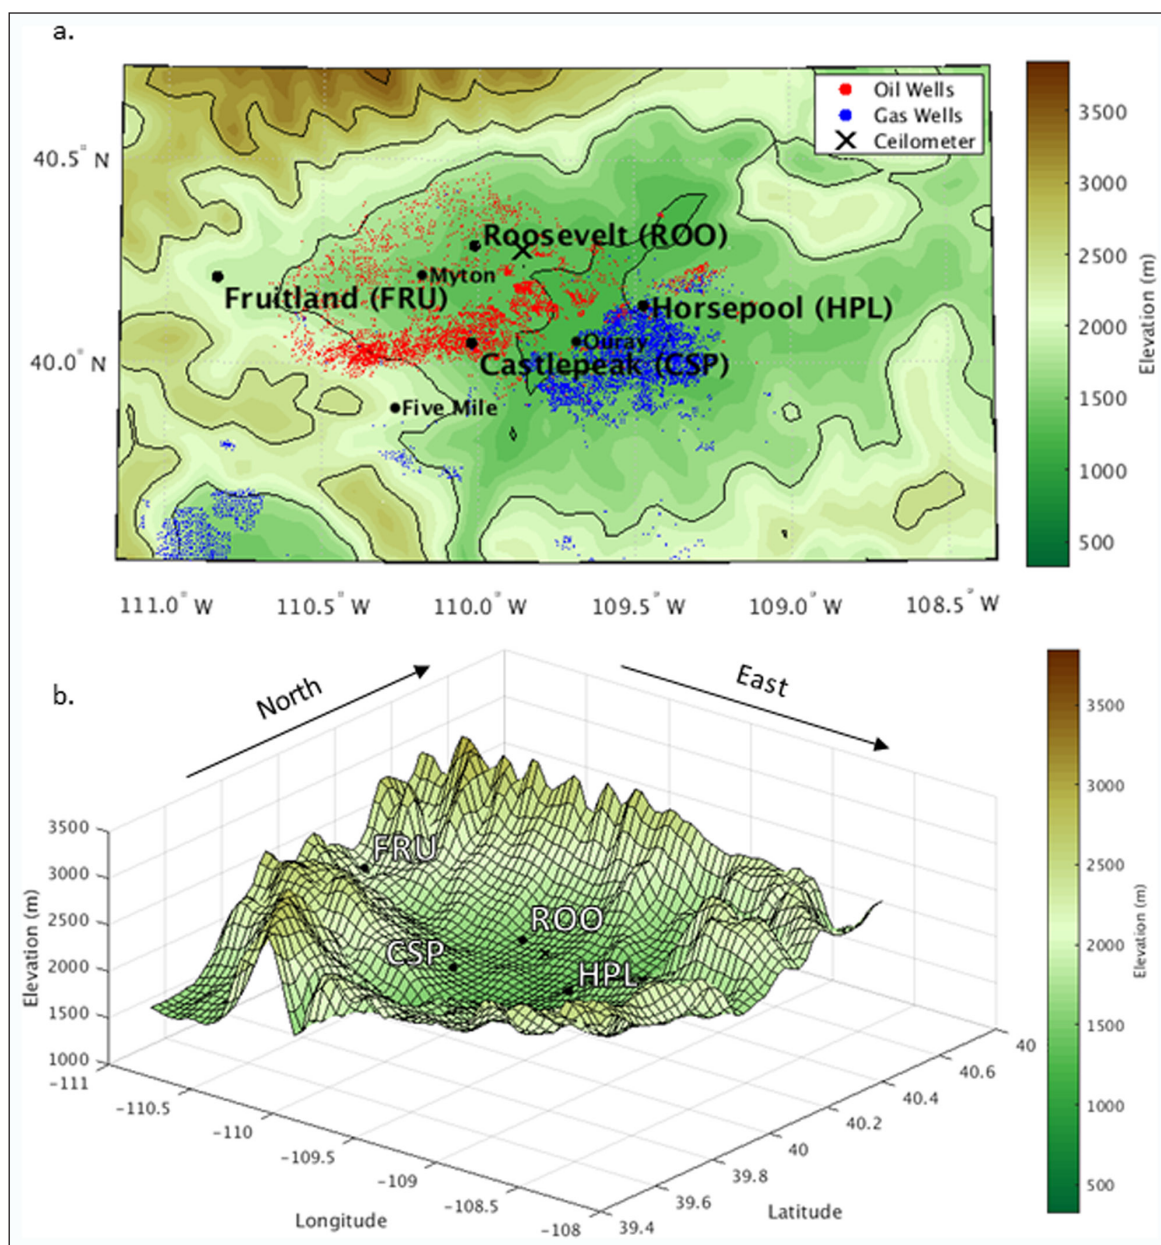 a.
Oil Wells
Gas Wells
Ceilometer
40.5° N
40.0° N
Roosevelt (ROO)
Myton
Fruitland (FRU)
Horsepool (HPL)
Ouray
Castlepeak (CSP)
Five Mile
111.0° W
110.5° W
110.0° W
109.5° W
109.0° W
108.5° W
3500
3000
2500
2000
1500
1000
500
Elevation (m)
b.
North
East
FRU
ROO
CSP
HPL
3500
3000
2500
2000
1500
1000
Elevation (m)
-111
-110.5
-110
-109.5
-109
-108.5
-108
Longitude
39.4
39.6
39.8
40
40.2
40.4
40.6
40
Latitude
3500
3000
2500
2000
1500
1000
500
Elevation (m)